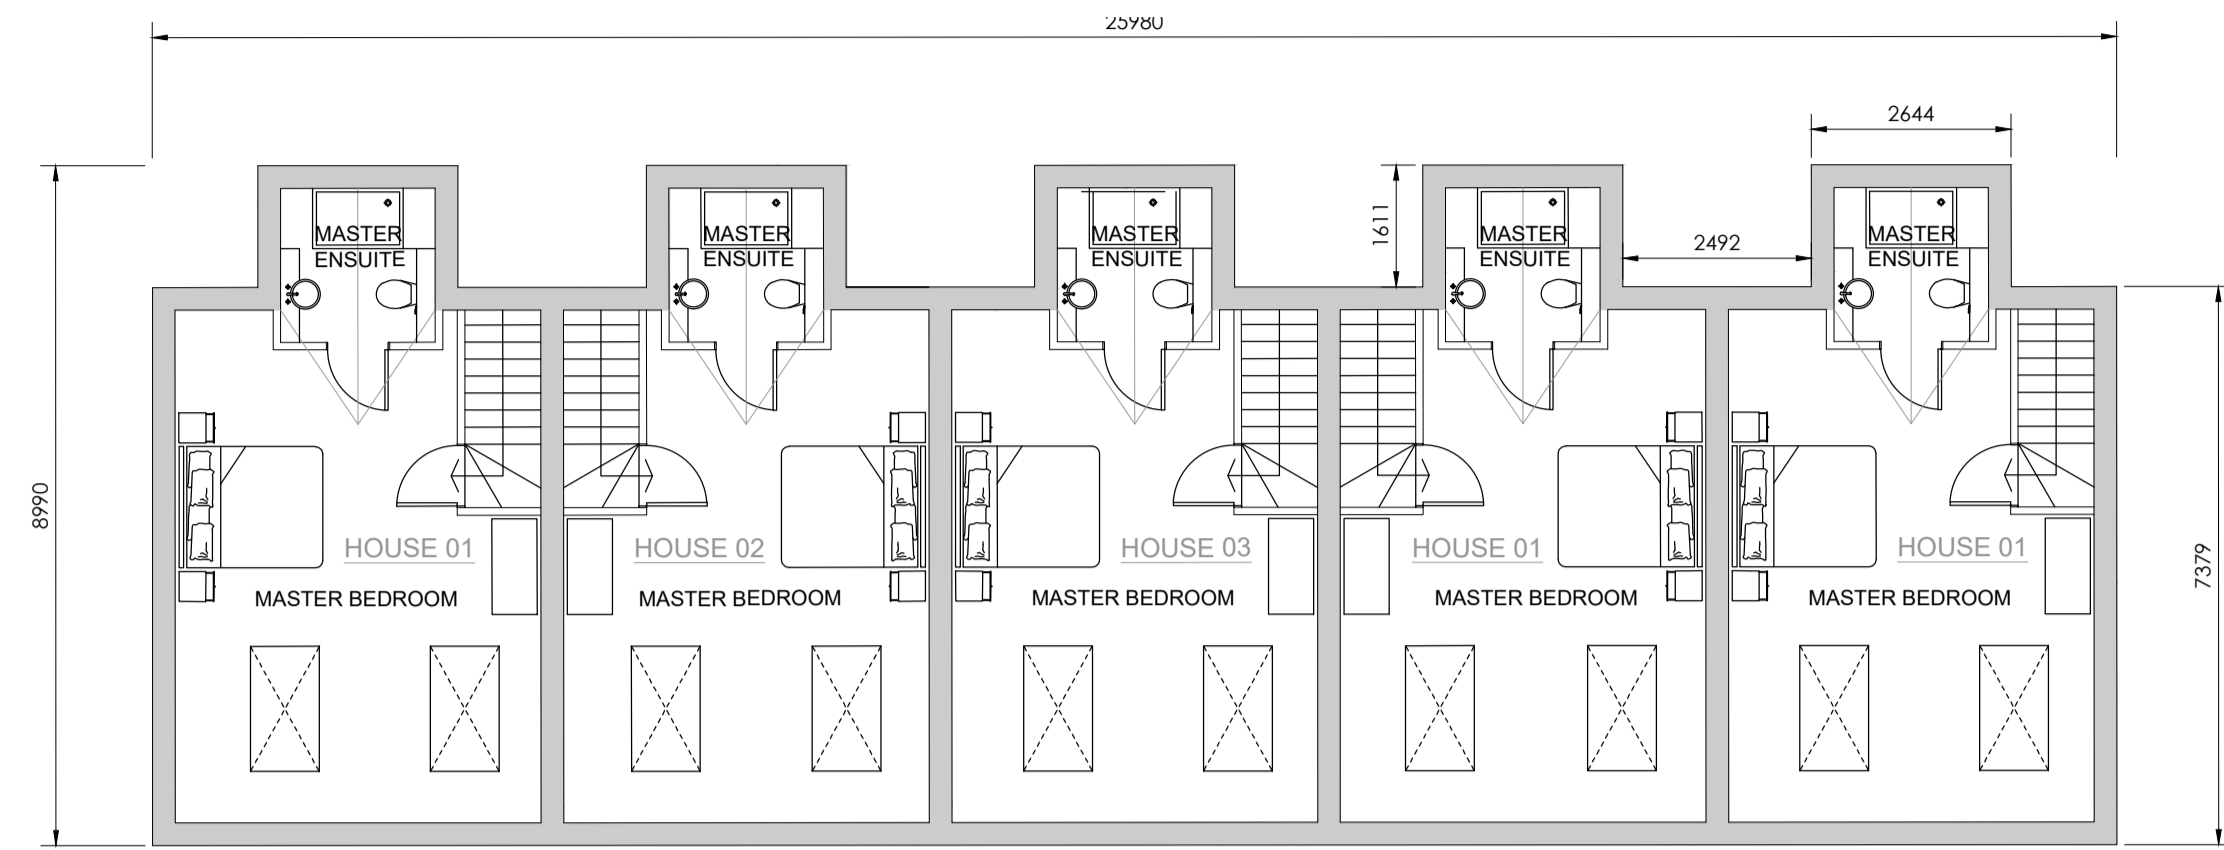 25980
2644
1611
2492
MASTER
ENSUITE
MASTER
ENSUITE
MASTER
ENSUITE
MASTER
ENSUITE
MASTER
ENSUITE
8990
7379
HOUSE 01
HOUSE 02
HOUSE 03
HOUSE 01
HOUSE 01
MASTER BEDROOM
MASTER BEDROOM
MASTER BEDROOM
MASTER BEDROOM
MASTER BEDROOM